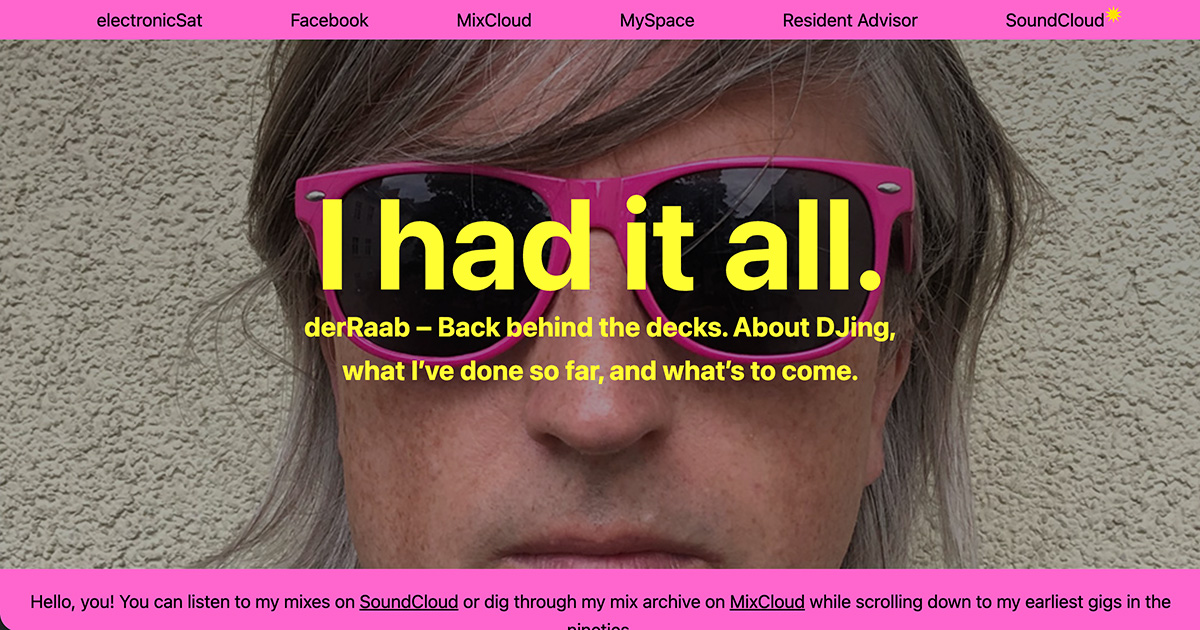 electronicSat Facebook MixCloud MySpace Resident Advisor SoundCloud
I had it all.
derRaab – Back behind the decks. About DJing,
what I’ve done so far, and what’s to come.
Hello, you! You can listen to my mixes on SoundCloud or dig through my mix archive on MixCloud while scrolling down to my earliest gigs in the
nineties